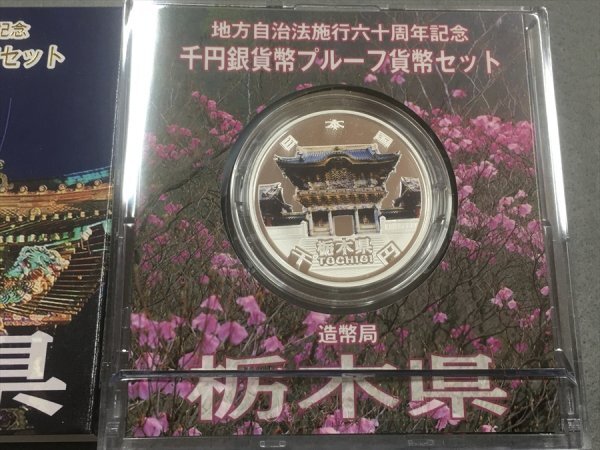 記念
セット
県
地方自治法施行六十周年記念
千円銀貨幣プルーフ貨幣セット
日本国
栃木県
TOCHIGI
千円
造幣局
栃木県